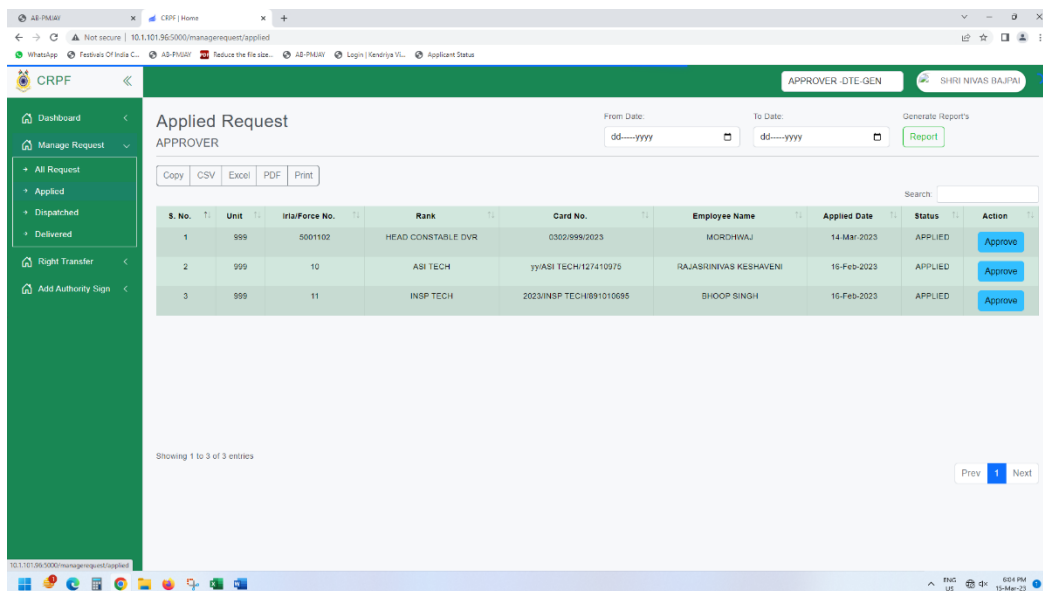 AB-PMJAY
CRPF | Home
Not secure | 10.1.101.96:5000/managerequest/applied
WhatsApp Festivals Of India C... AB-PMJAY Reduce the file size... AB-PMJAY Login | Kendriya Vi... Applicant Status
CRPF
APPROVER -DTE-GEN
SHRI NIVAS BAJPAI
Dashboard
Manage Request
All Request
Applied
Dispatched
Delivered
Right Transfer
Add Authority Sign
Applied Request
APPROVER
From Date:
dd-----yyyy
To Date:
dd-----yyyy
Generate Report's
Report
Copy CSV Excel PDF Print
Search:
S. No. Unit Irla/Force No. Rank Card No. Employee Name Applied Date Status Action
1 999 5001102 HEAD CONSTABLE DVR 0302/999/2023 MORDHWAJ 14-Mar-2023 APPLIED Approve
2 999 10 ASI TECH yy/ASI TECH/127410975 RAJASRINIVAS KESHAVENI 16-Feb-2023 APPLIED Approve
3 999 11 INSP TECH 2023/INSP TECH/691010695 BHOOP SINGH 16-Feb-2023 APPLIED Approve
Showing 1 to 3 of 3 entries
Prev 1 Next
10.1.101.96:5000/managerequest/applied
ENG
US
6:04 PM
15-Mar-23